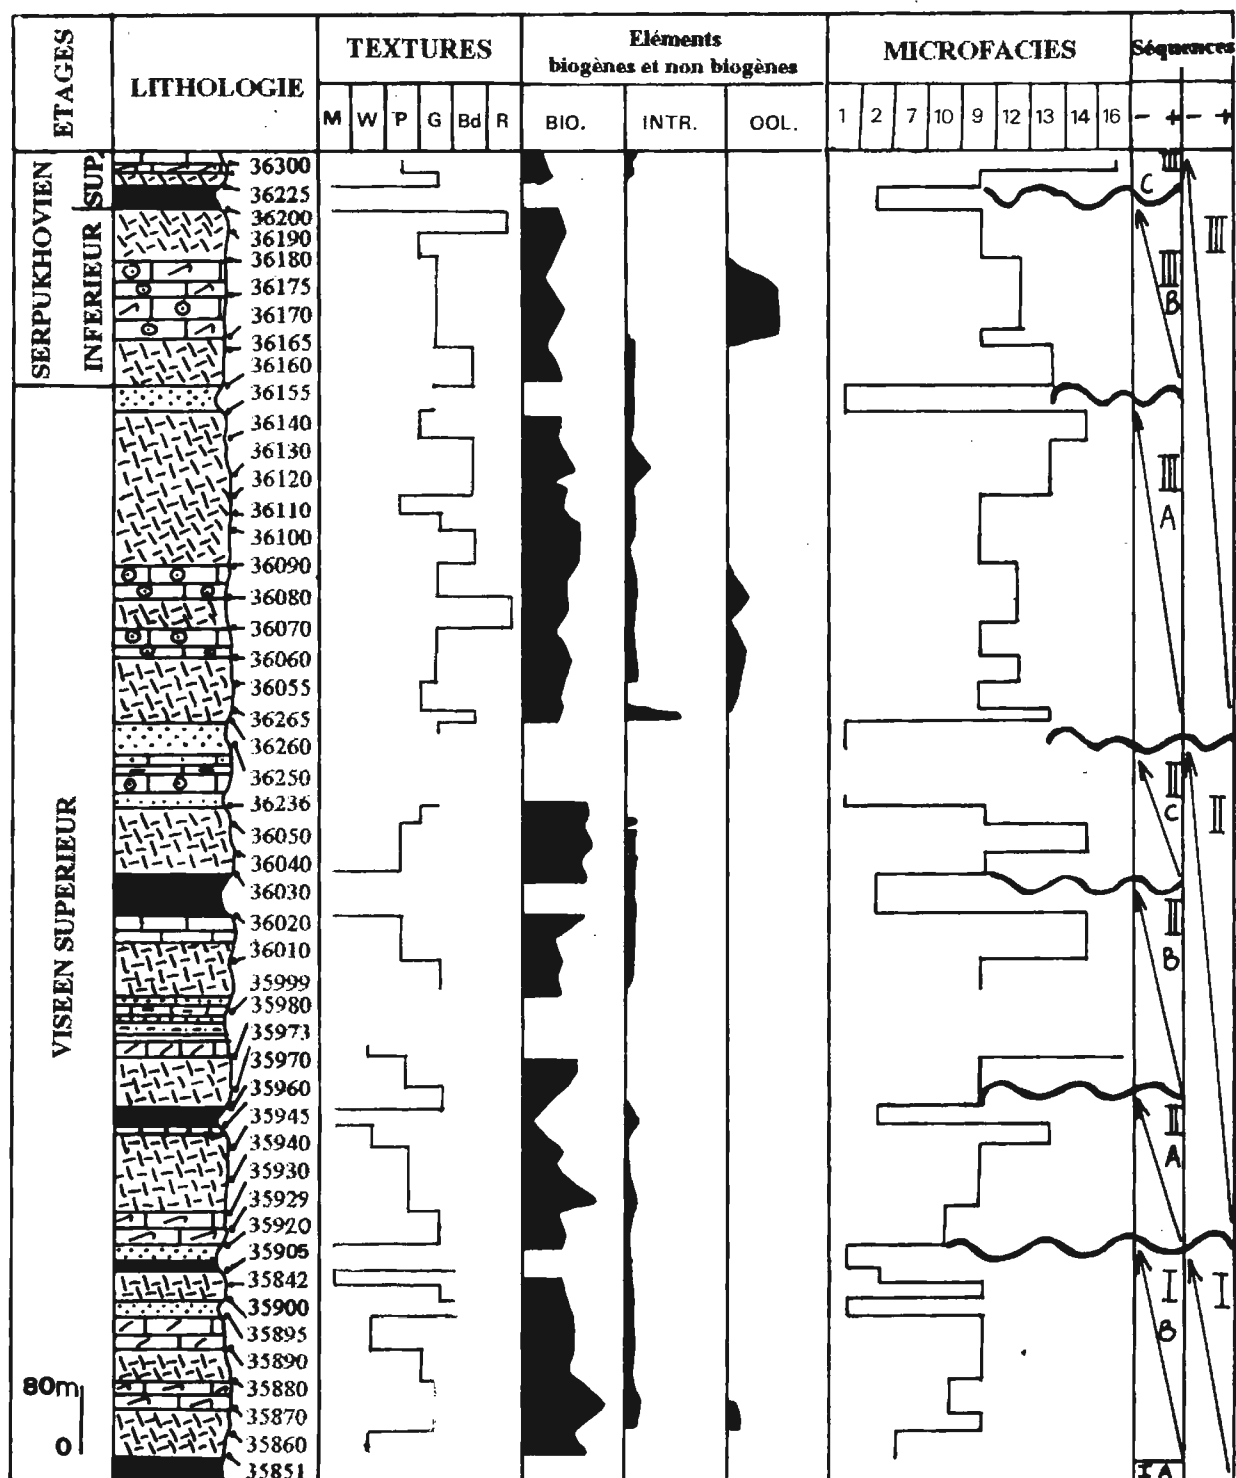 ETAGES
LITHOLOGIE
TEXTURES
M W P G Bd R
Eléments
biogènes et non biogènes
BIO. INTR. OOL.
MICROFACIES
1 2 7 10 9 12 13 14 16
Séquences
- + - +
SERPUKHOVIEN
SUP.
INFERIEUR
VISEEN SUPERIEUR
36300
36225
36200
36190
36180
36175
36170
36165
36160
36155
36140
36130
36120
36110
36100
36090
36080
36070
36060
36055
36265
36260
36250
36236
36050
36040
36030
36020
36010
35999
35980
35973
35970
35960
35945
35940
35930
35929
35920
35905
35842
35900
35895
35890
35880
35870
35860
35851
80m
0
III
C
III
B
III
A
III
II
C
II
B
II
A
II
I
B
I
I A